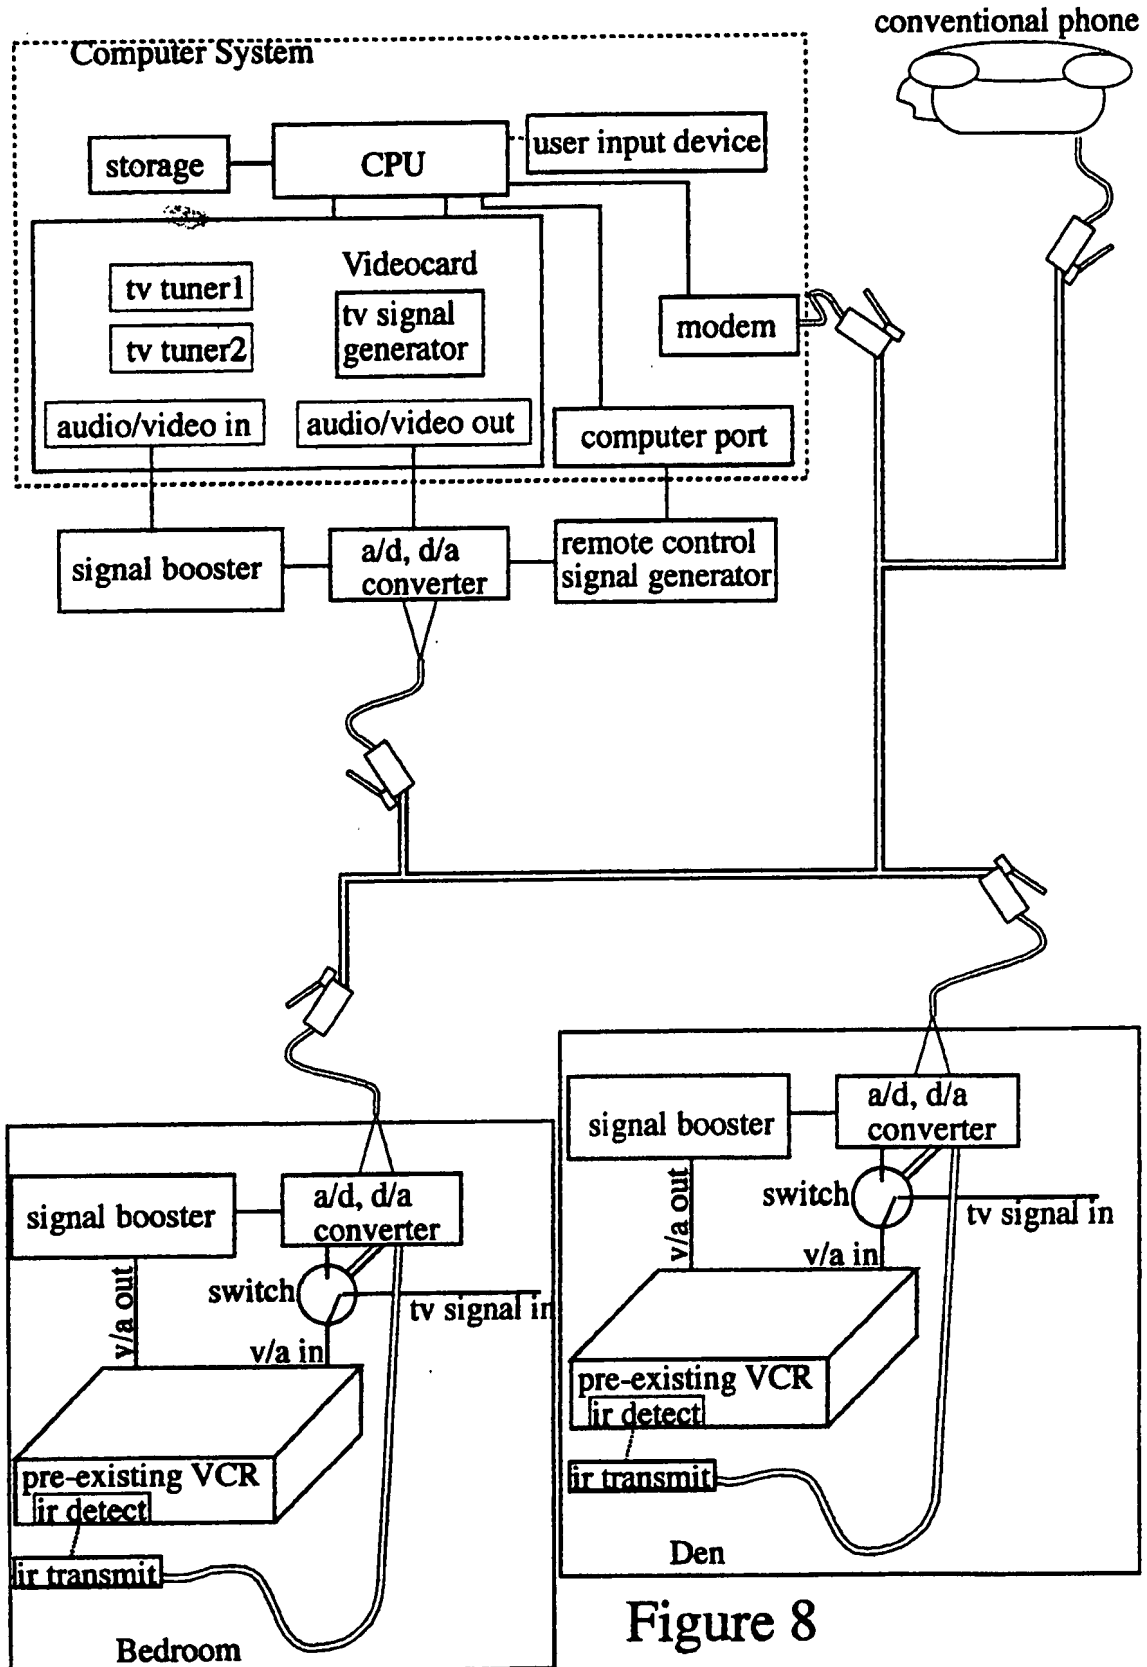 conventional phone
Computer System
storage
CPU
user input device
Videocard
tv tuner1
tv tuner2
tv signal
generator
modem
audio/video in
audio/video out
computer port
signal booster
a/d, d/a
converter
remote control
signal generator
signal booster
a/d, d/a
converter
switch
tv signal in
v/a out
v/a in
pre-existing VCR
ir detect
ir transmit
Den
signal booster
a/d, d/a
converter
switch
tv signal in
v/a out
v/a in
pre-existing VCR
ir detect
ir transmit
Bedroom
Figure 8